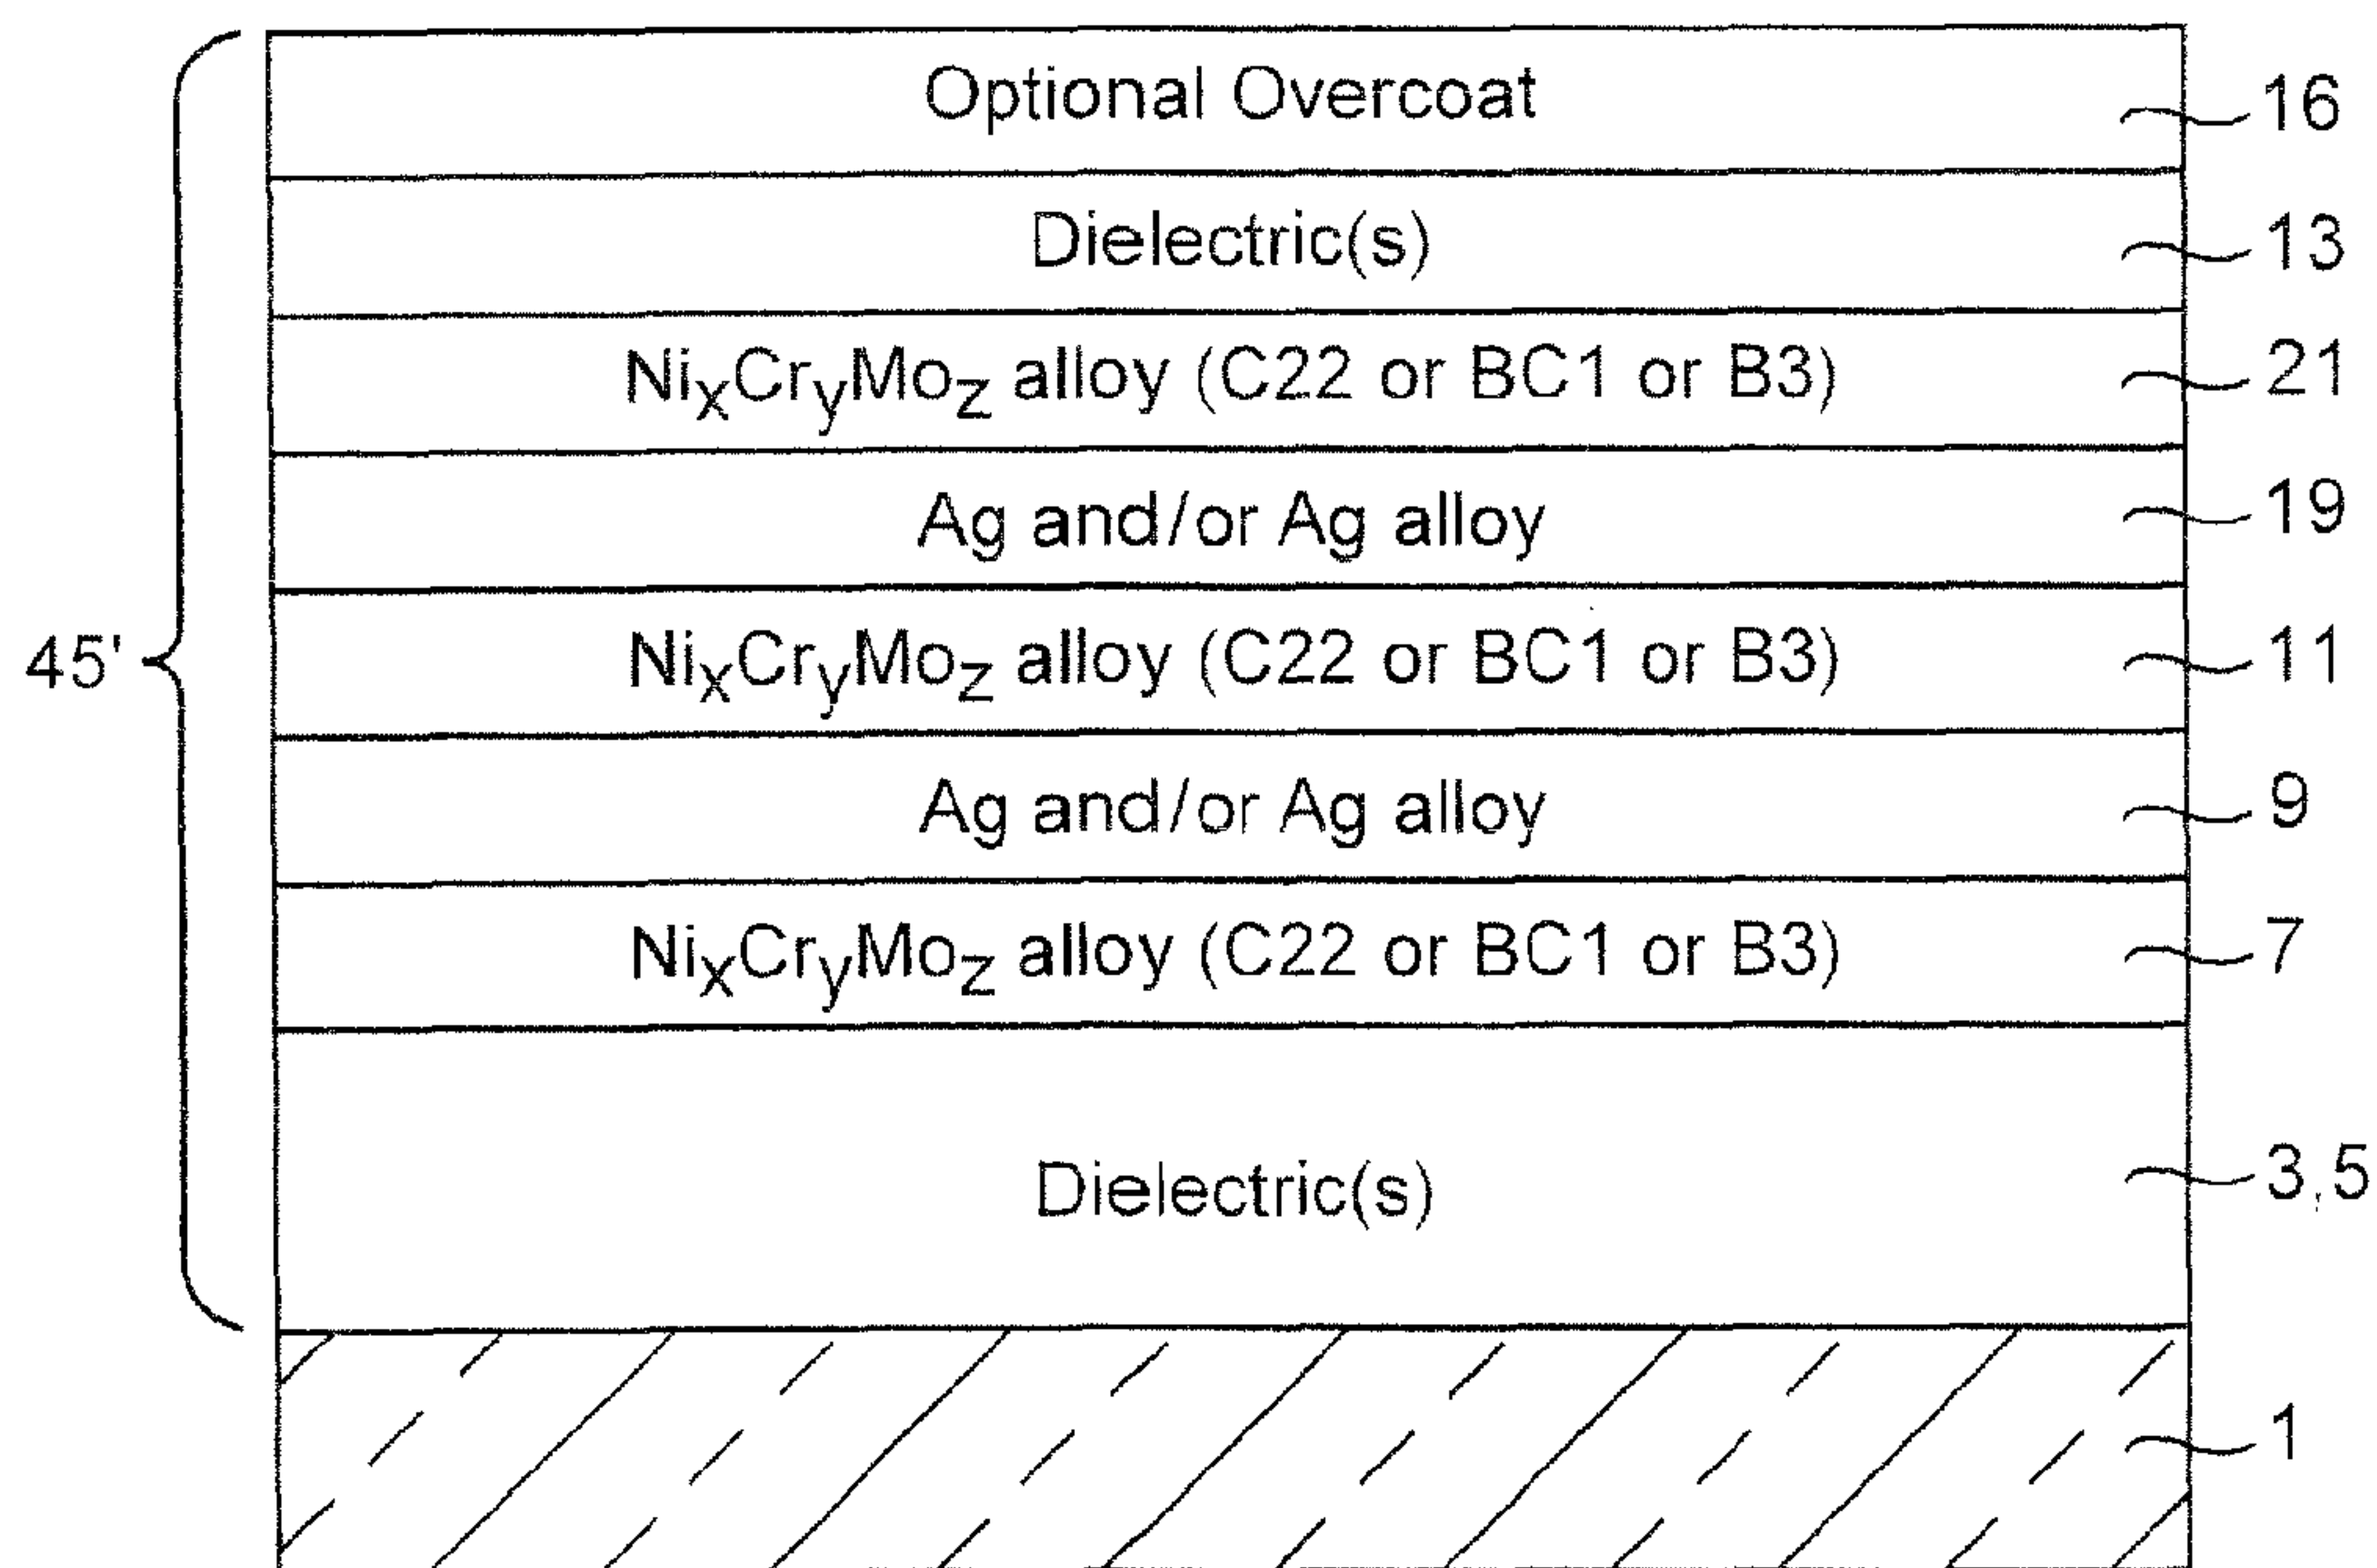 Optional Overcoat 16
Dielectric(s) 13
NixCryMoz alloy (C22 or BC1 or B3) 21
Ag and/or Ag alloy 19
45' NixCryMoz alloy (C22 or BC1 or B3) 11
Ag and/or Ag alloy 9
NixCryMoz alloy (C22 or BC1 or B3) 7
Dielectric(s) 3,5
1